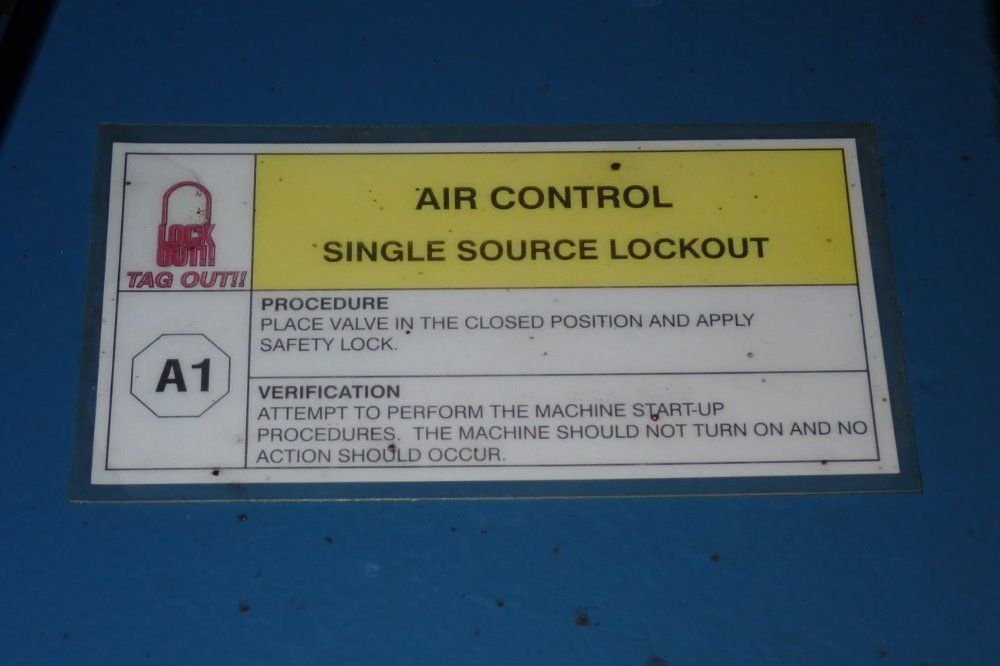 LOCK
OUT!!
TAG OUT!!
AIR CONTROL
SINGLE SOURCE LOCKOUT
PROCEDURE
PLACE VALVE IN THE CLOSED POSITION AND APPLY
SAFETY LOCK.
A1
VERIFICATION
ATTEMPT TO PERFORM THE MACHINE START-UP
PROCEDURES. THE MACHINE SHOULD NOT TURN ON AND NO
ACTION SHOULD OCCUR.